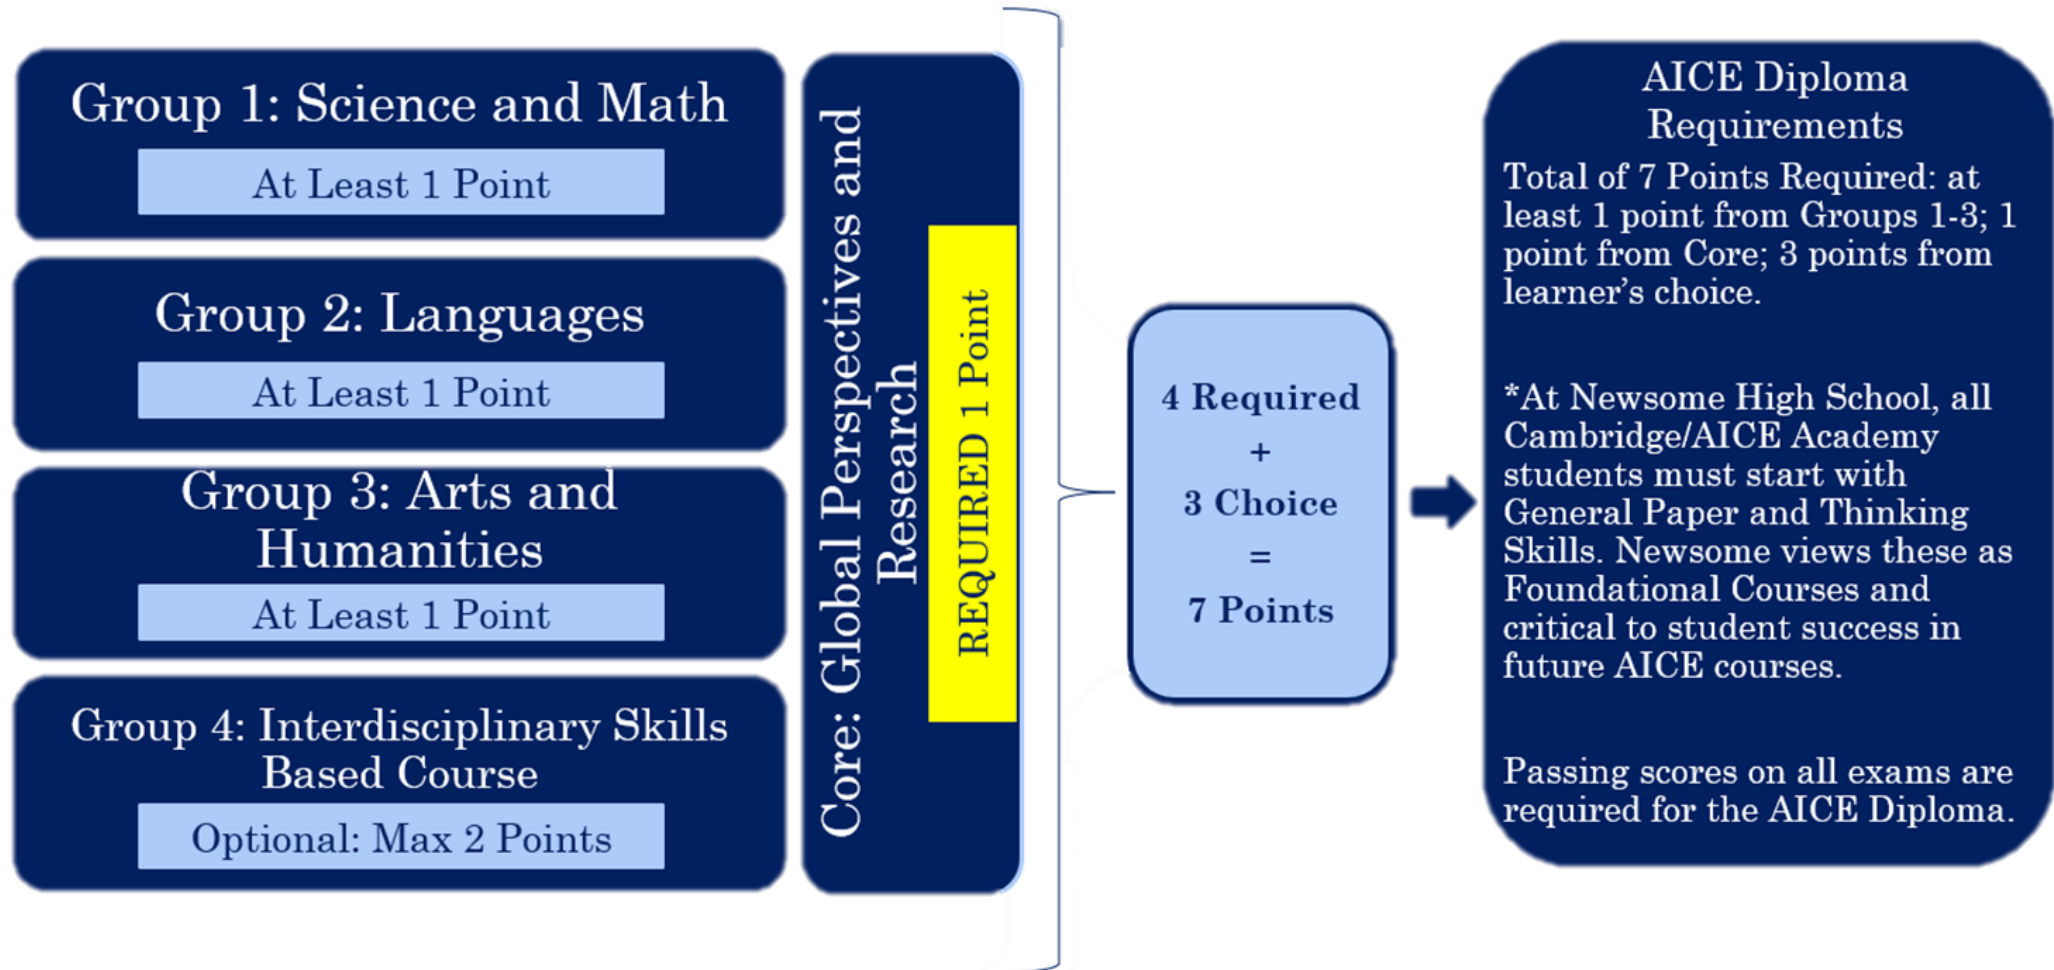 Group 1: Science and Math
At Least 1 Point
Group 2: Languages
At Least 1 Point
Group 3: Arts and
Humanities
At Least 1 Point
Group 4: Interdisciplinary Skills
Based Course
Optional: Max 2 Points
Core: Global Perspectives and
Research
REQUIRED 1 Point
4 Required
+
3 Choice
=
7 Points
AICE Diploma
Requirements
Total of 7 Points Required: at
least 1 point from Groups 1-3; 1
point from Core; 3 points from
learner’s choice.
*At Newsome High School, all
Cambridge/AICE Academy
students must start with
General Paper and Thinking
Skills. Newsome views these as
Foundational Courses and
critical to student success in
future AICE courses.
Passing scores on all exams are
required for the AICE Diploma.